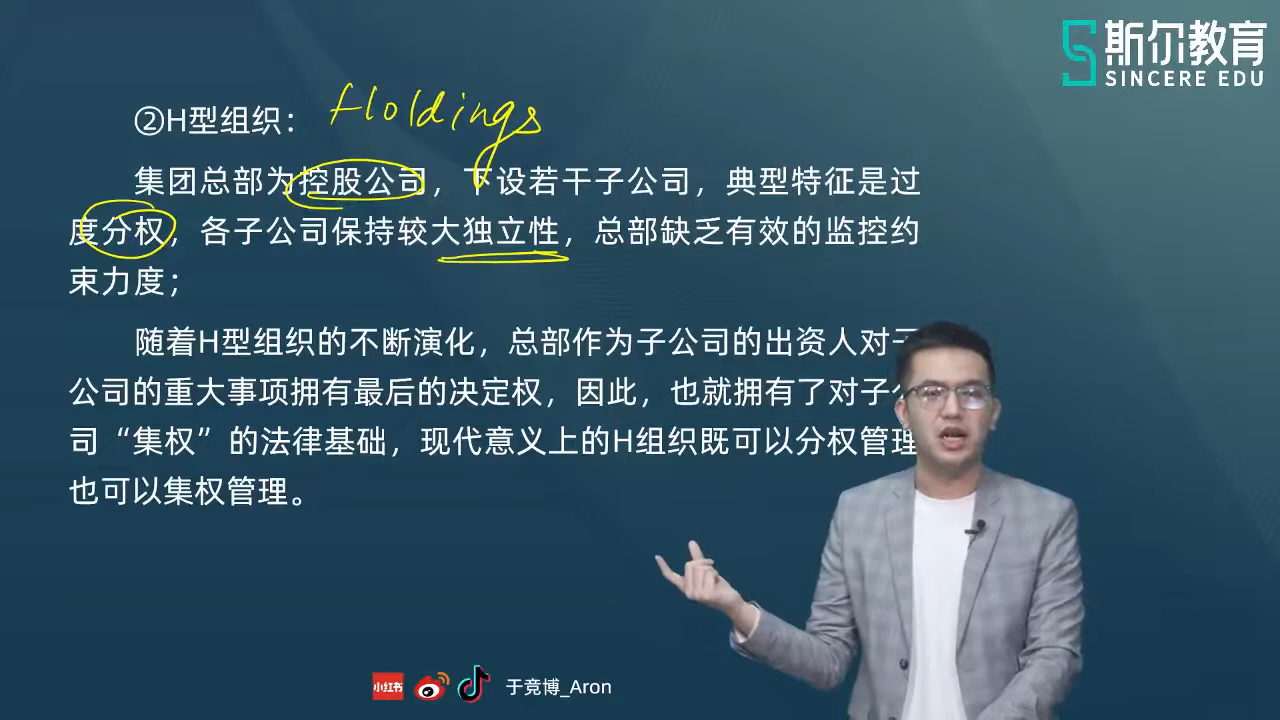 斯尔教育
SINCERE EDU
②H型组织： Holdings
集团总部为控股公司，下设若干子公司，典型特征是过
度分权，各子公司保持较大独立性，总部缺乏有效的监控约
束力度；
随着H型组织的不断演化，总部作为子公司的出资人对子
公司的重大事项拥有最后的决定权，因此，也就拥有了对子公
司“集权”的法律基础，现代意义上的H组织既可以分权管理
也可以集权管理。
小红书
于竞博_Aron